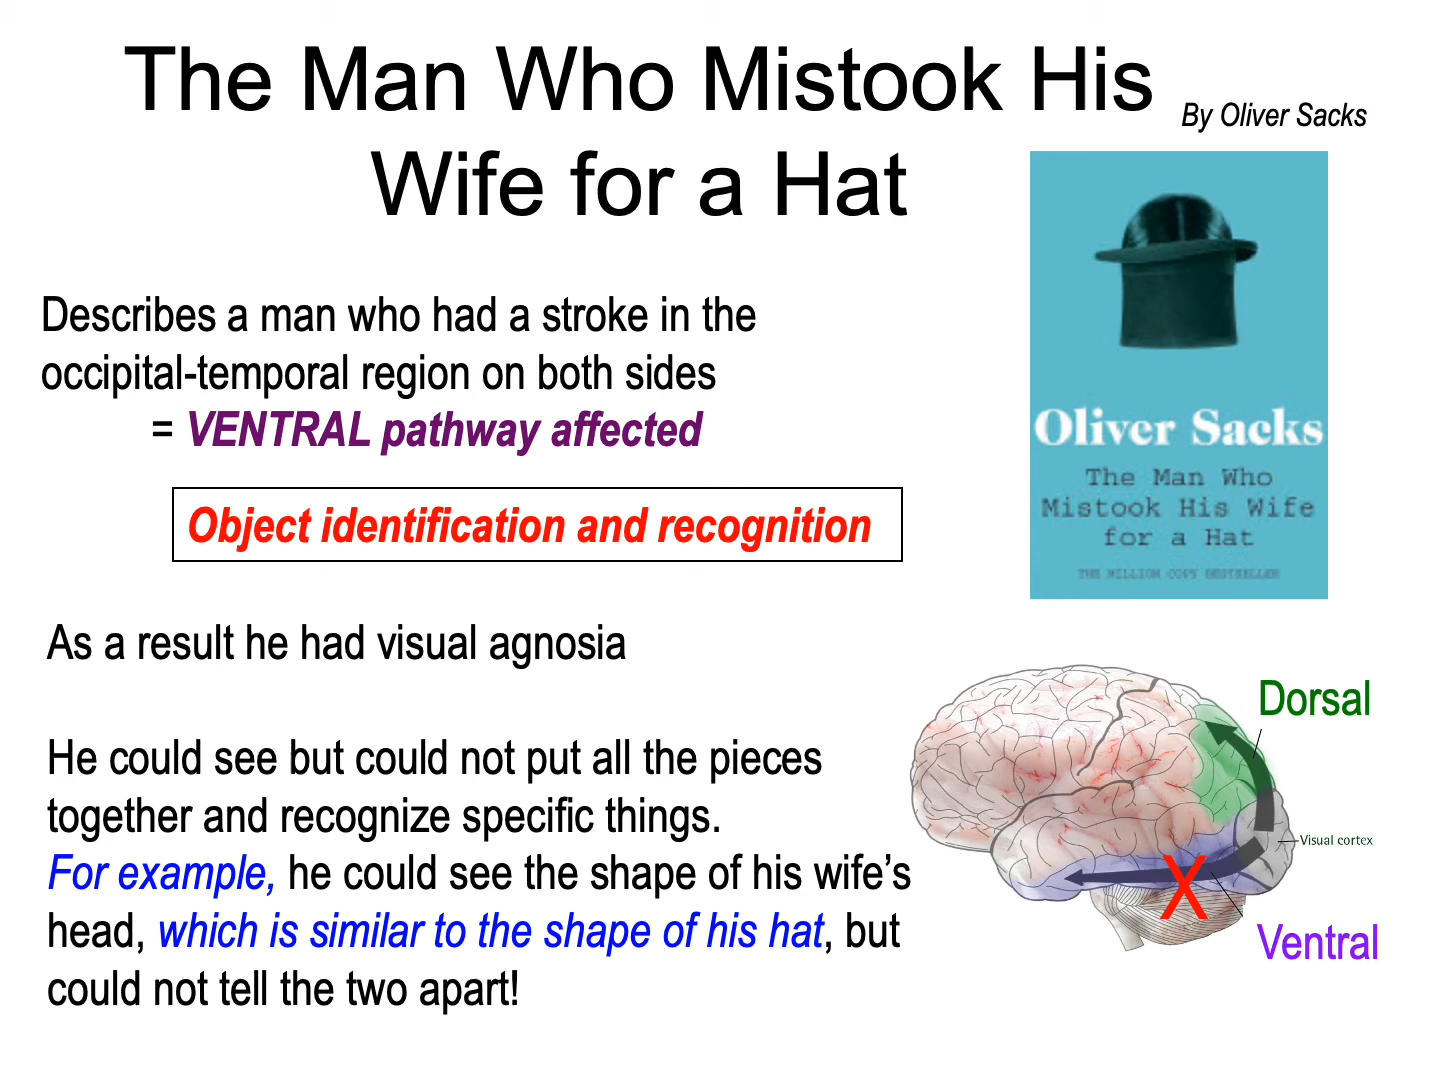 The Man Who Mistook His
Wife for a Hat
By Oliver Sacks
Oliver Sacks
The Man Who
Mistook His Wife
for a Hat
THE MILLION COPY BESTSELLER
Describes a man who had a stroke in the
occipital-temporal region on both sides
= VENTRAL pathway affected
Object identification and recognition
As a result he had visual agnosia
He could see but could not put all the pieces
together and recognize specific things.
For example, he could see the shape of his wife’s
head, which is similar to the shape of his hat, but
could not tell the two apart!
Dorsal
Visual cortex
X
Ventral